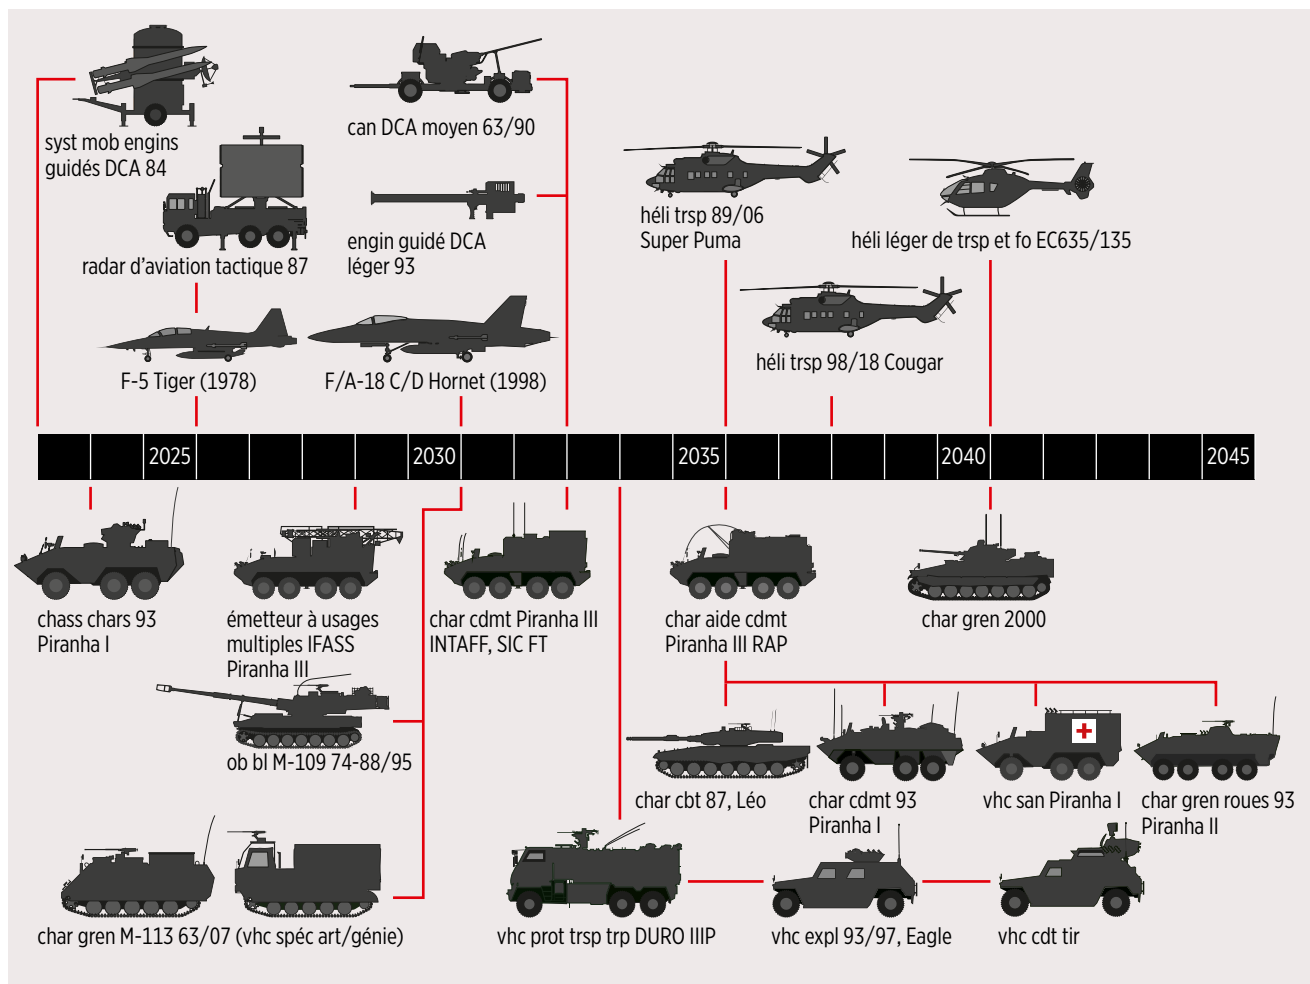 syst mob engins
guidés DCA 84
can DCA moyen 63/90
radar d'aviation tactique 87
engin guidé DCA
léger 93
héli trsp 89/06
Super Puma
héli léger de trsp et fo EC635/135
héli trsp 98/18 Cougar
F-5 Tiger (1978)
F/A-18 C/D Hornet (1998)
2025
2030
2035
2040
2045
chass chars 93
Piranha I
émetteur à usages
multiples IFASS
Piranha III
char cdmt Piranha III
INTAFF, SIC FT
char aide cdmt
Piranha III RAP
char gren 2000
ob bl M-109 74-88/95
char cbt 87, Léo
char cdmt 93
Piranha I
vhc san Piranha I
char gren roues 93
Piranha II
char gren M-113 63/07 (vhc spéc art/génie)
vhc prot trsp trp DURO IIIP
vhc expl 93/97, Eagle
vhc cdt tir